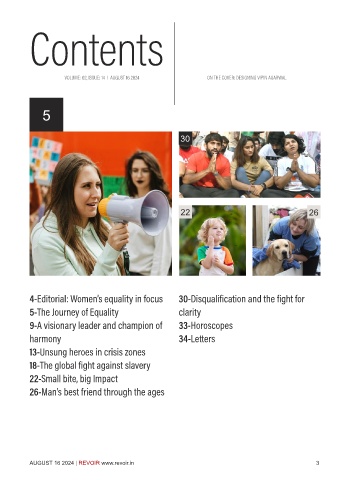 Contents
VOLUME: 02, ISSUE: 14 | AUGUST 16 2024
ON THE COVER: DESIGNING VIPIN AGARWAL
5
30
22
26
4-Editorial: Women's equality in focus
5-The Journey of Equality
9-A visionary leader and champion of
harmony
13-Unsung heroes in crisis zones
18-The global fight against slavery
22-Small bite, big Impact
26-Man's best friend through the ages
30-Disqualification and the fight for
clarity
33-Horoscopes
34-Letters
AUGUST 16 2024 | REVOIR www.revoir.in
3